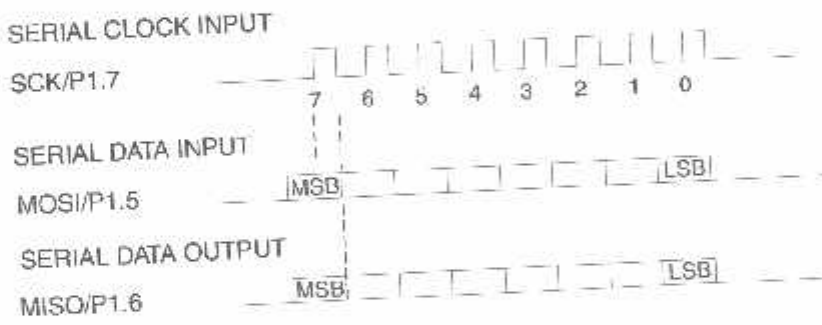 SERIAL CLOCK INPUT
SCK/P1.7
7 6 5 4 3 2 1 0
SERIAL DATA INPUT
MOSI/P1.5
MSB LSB
SERIAL DATA OUTPUT
MISO/P1.6
MSB LSB